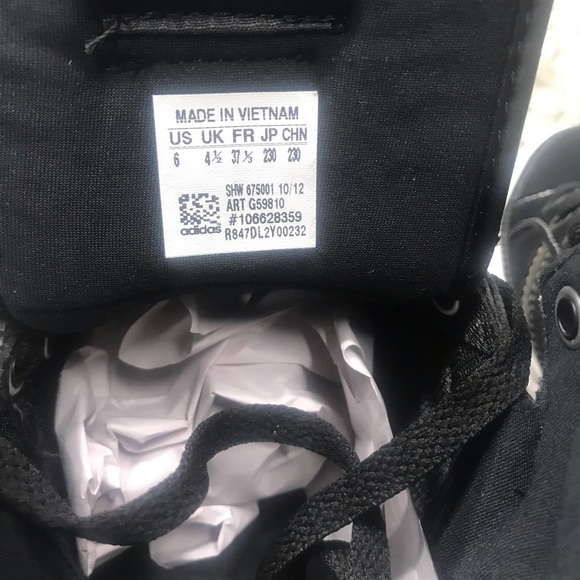 MADE IN VIETNAM
US UK FR JP CHN
6 4½ 37⅓ 230 230
SHW 675001 10/12
ART G59810
#106628359
adidas R847DL2Y00232